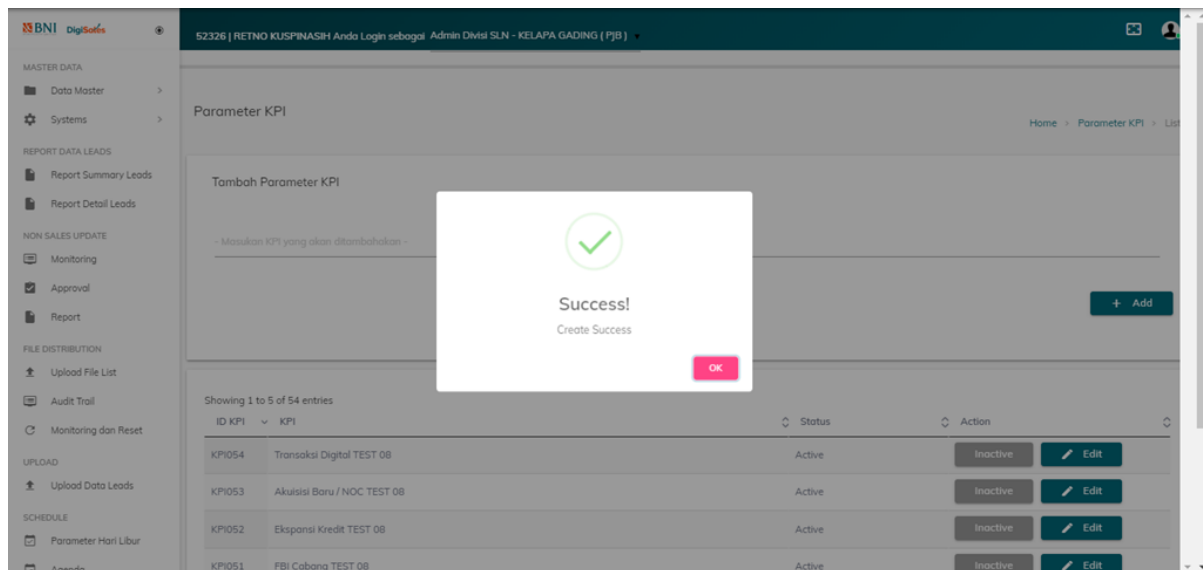 BNI DigiSales
52326 | RETNO KUSPINASIH Anda Login sebagai Admin Divisi SLN - KELAPA GADING ( PJB )
MASTER DATA
Data Master
Systems
REPORT DATA LEADS
Report Summary Leads
Report Detail Leads
NON SALES UPDATE
Monitoring
Approval
Report
FILE DISTRIBUTION
Upload File List
Audit Trail
Monitoring dan Reset
UPLOAD
Upload Data Leads
SCHEDULE
Parameter Hari Libur
Agenda
Parameter KPI
Home > Parameter KPI > List
Tambah Parameter KPI
- Masukan KPI yang akan ditambahakan -
+ Add
Success!
Create Success
OK
Showing 1 to 5 of 54 entries
ID KPI KPI Status Action
KPI054 Transaksi Digital TEST 08 Active Inactive Edit
KPI053 Akuisisi Baru / NOC TEST 08 Active Inactive Edit
KPI052 Ekspansi Kredit TEST 08 Active Inactive Edit
KPI051 FBI Cabang TEST 08 Active Inactive Edit